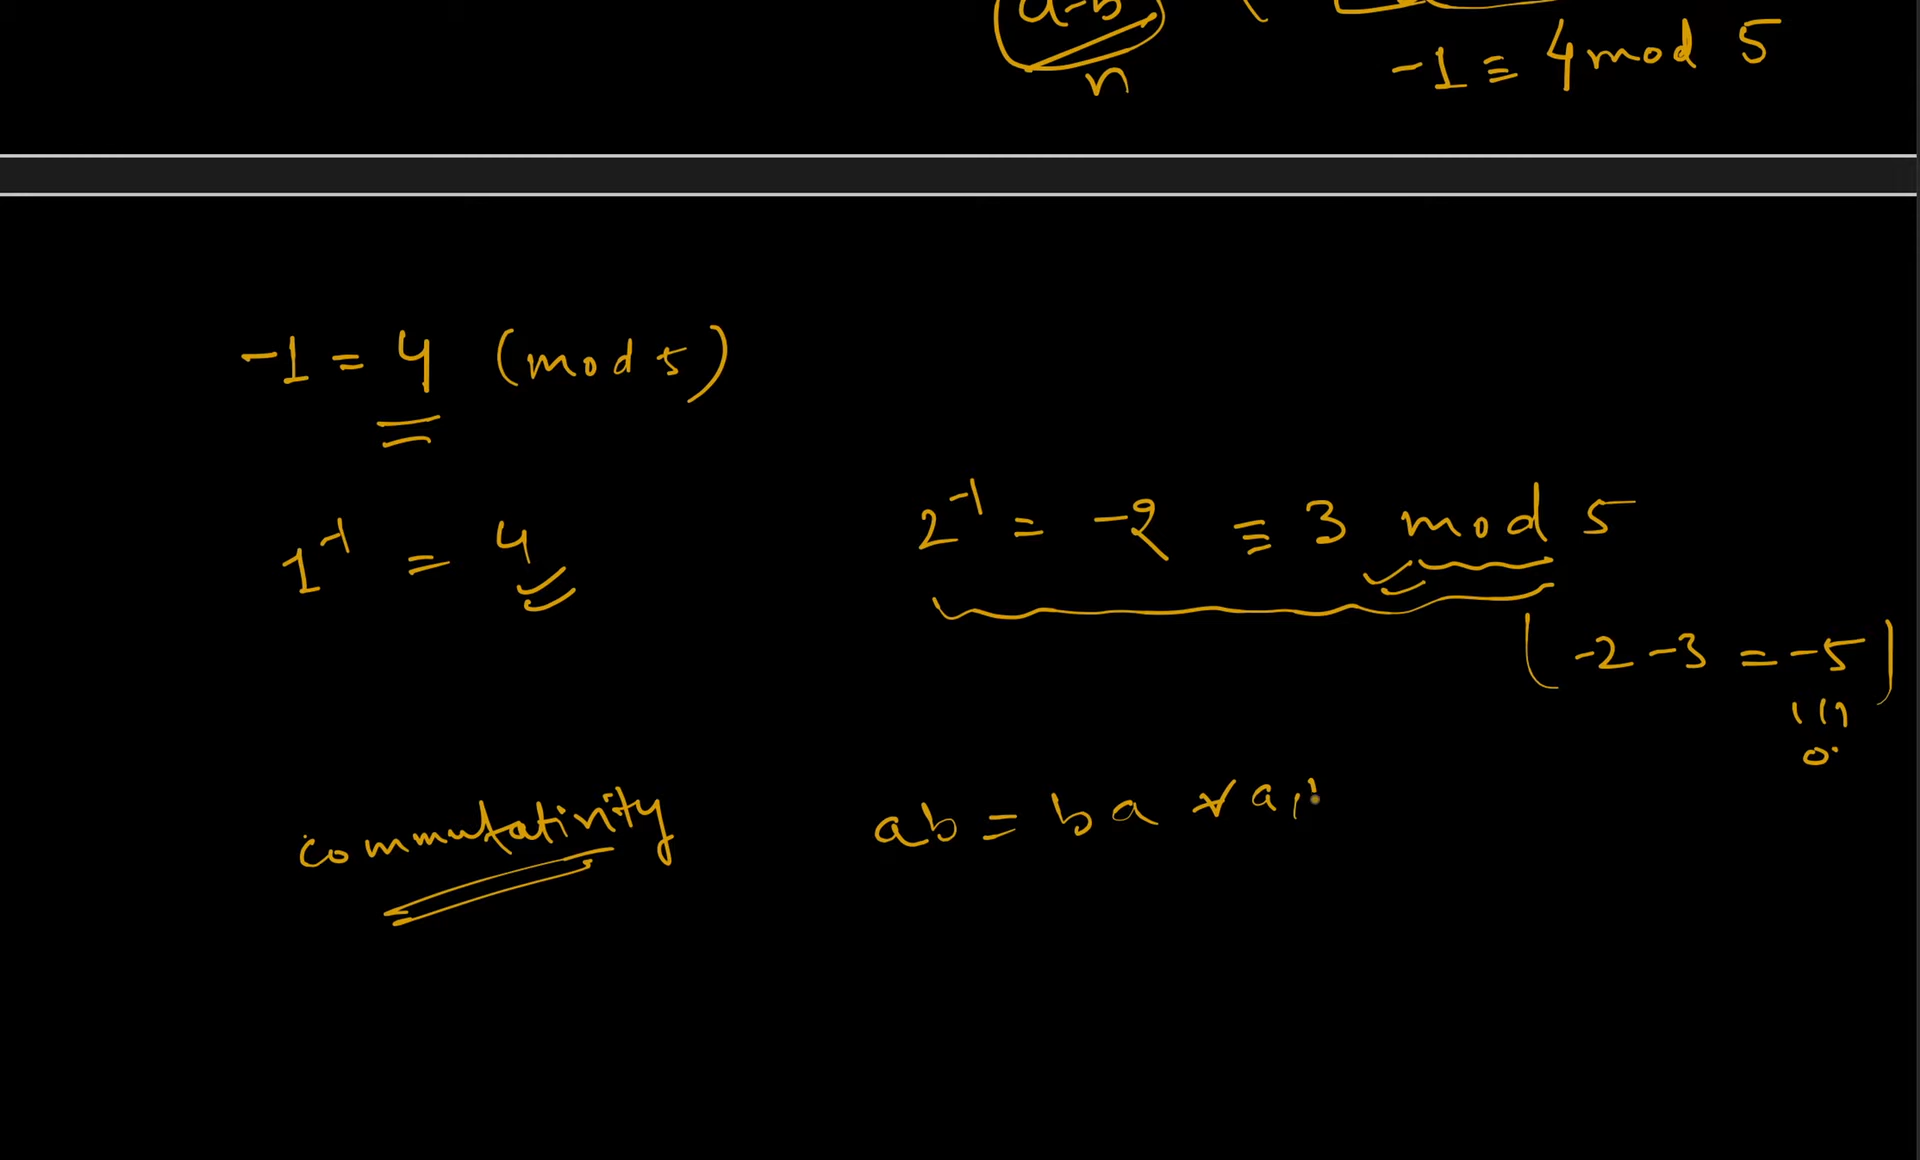 a-b
n
-1 ≡ 4 mod 5
-1 = 4 (mod 5)
1⁻¹ = 4
2⁻¹ = -2 ≡ 3 mod 5
(-2 -3 = -5)
0
commutativity
ab = ba ∀ a,